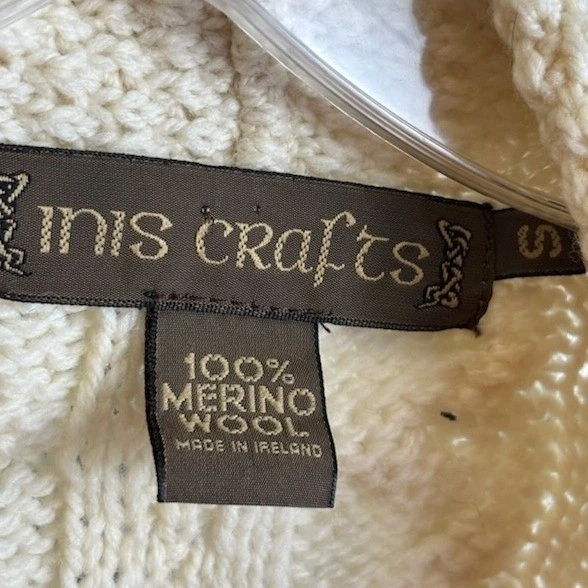 INIS CRAFTS
S
100%
MERINO
WOOL
MADE IN IRELAND